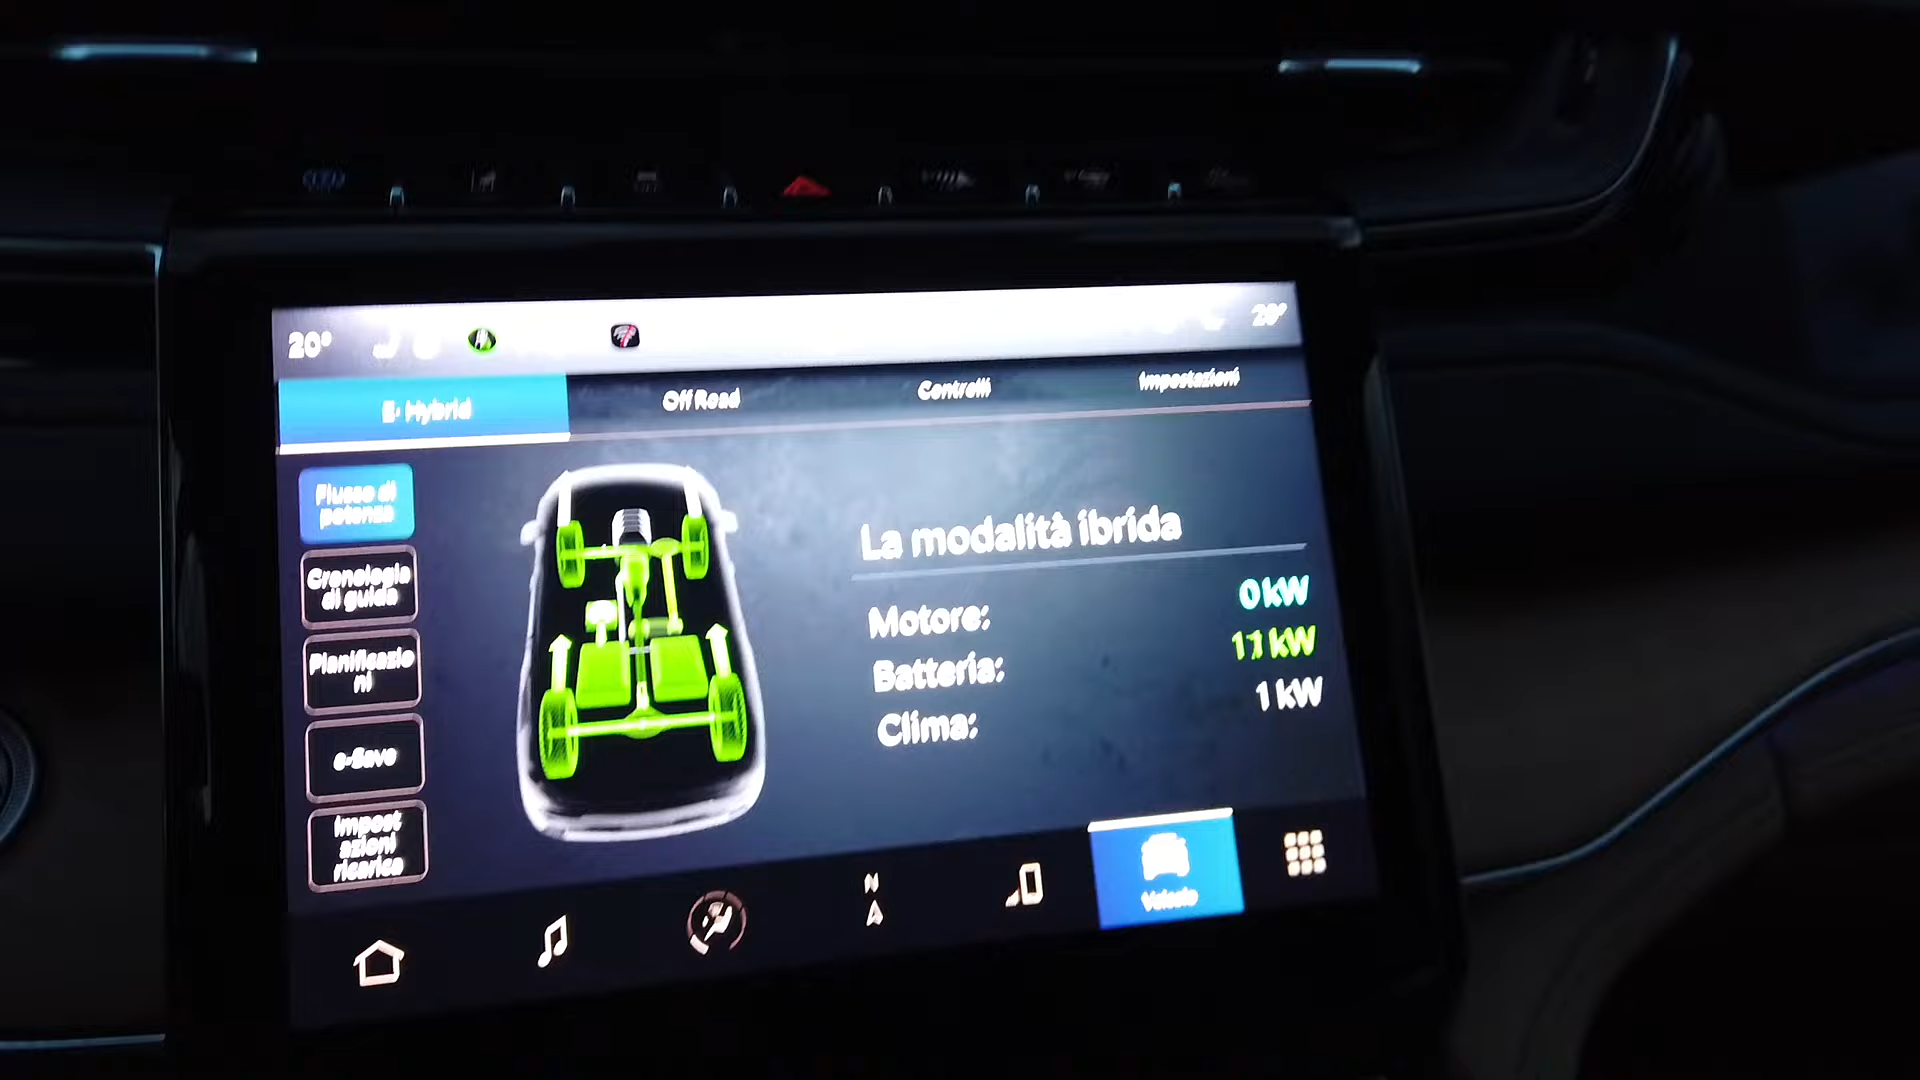 20°
20°
E-Hybrid
Off Road
Controlli
Impostazioni
Flusso di
potenza
Cronologia
di guida
Pianificazio
ni
e-Save
Impost
azioni
ricarica
La modalità ibrida
Motore: 0 kW
Batteria: 11 kW
Clima: 1 kW
N
Veicolo